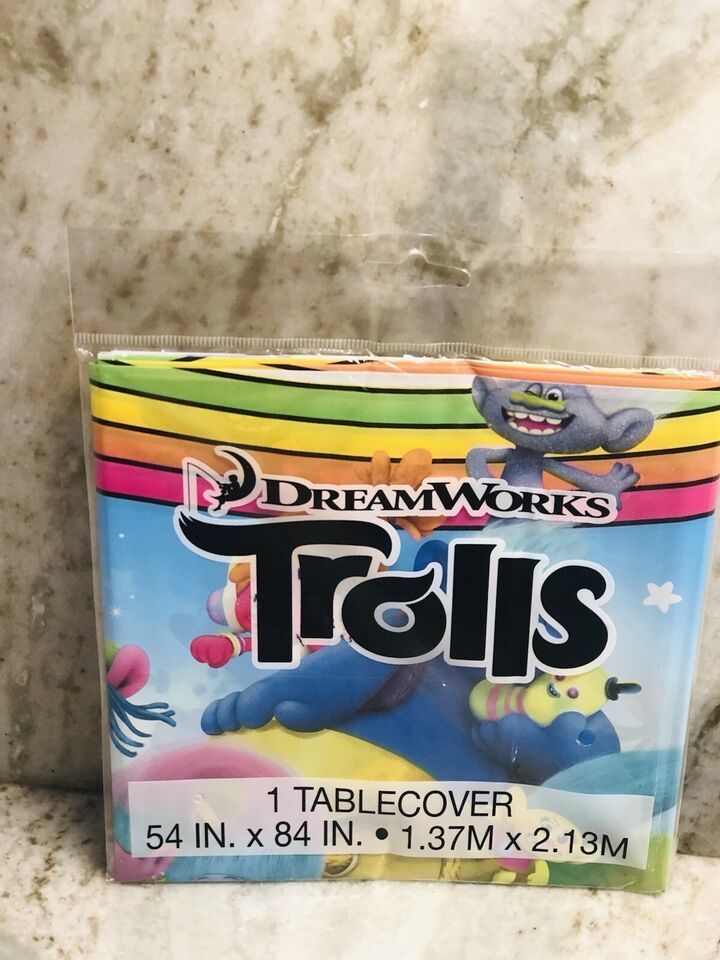 DREAMWORKS
Trolls
1 TABLECOVER
54 IN. x 84 IN. • 1.37M x 2.13M